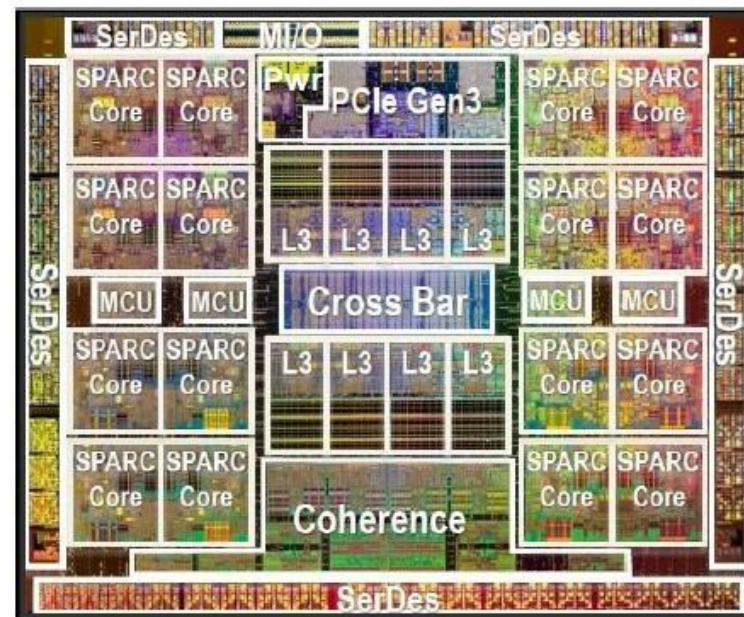 SerDes MI/O SerDes
Pwr PCIe Gen3
SPARC Core SPARC Core SPARC Core SPARC Core
SPARC Core SPARC Core SPARC Core SPARC Core
L3 L3 L3 L3
SerDes SerDes
MCU MCU Cross Bar MCU MCU
SPARC Core SPARC Core L3 L3 L3 L3 SPARC Core SPARC Core
SPARC Core SPARC Core SPARC Core SPARC Core
Coherence
SerDes